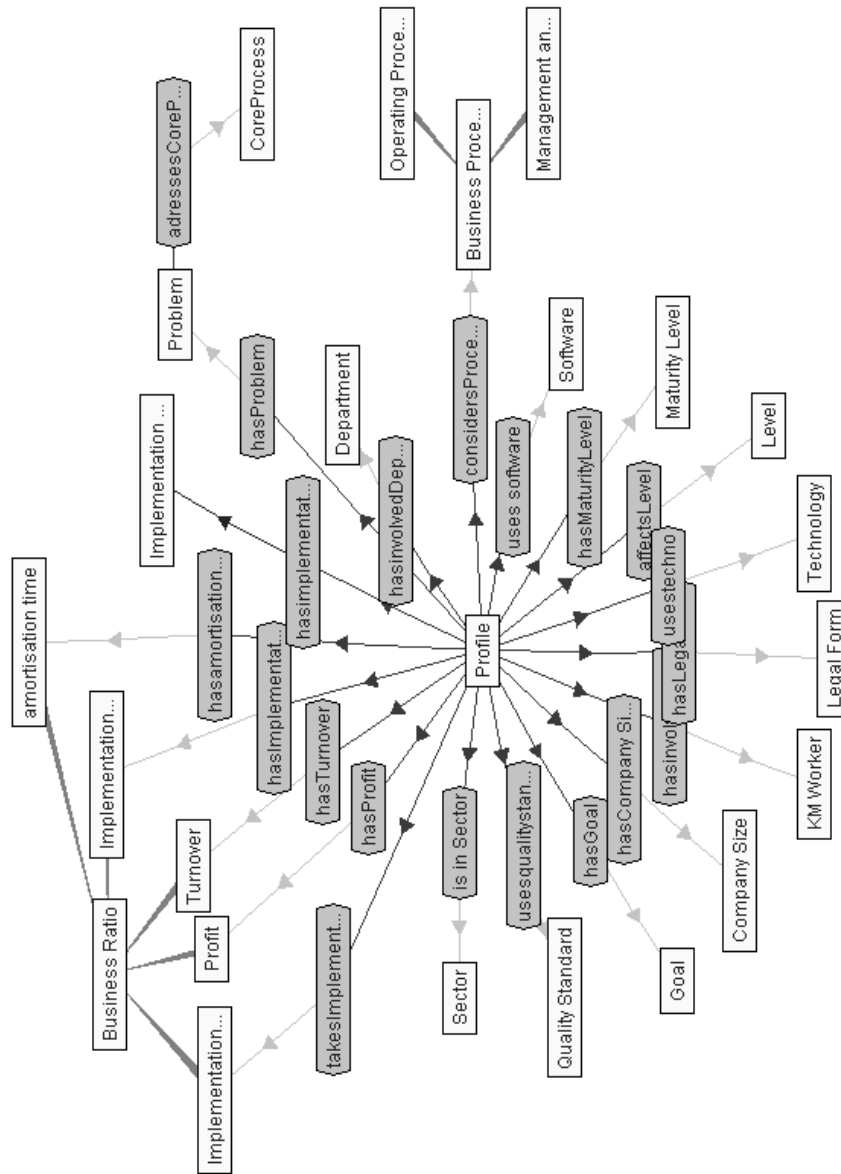 amortisation time
Implementation...
Business Ratio
Turnover
Profit
Implementation...
hasamortisation...
hasImplementat...
hasimplementat...
Implementation ...
hasTurnover
hasProfit
takesImplement...
hasProblem
Problem
adressesCoreP...
CoreProcess
Department
hasinvolvedDep...
Profile
is in Sector
Sector
usesqualitystan...
Quality Standard
hasGoal
Goal
hasCompany Si...
Company Size
hasinvol
KM Worker
hasLega
Legal Form
usestechno
Technology
affectsLevel
Level
hasMaturityLevel
Maturity Level
uses software
Software
considersProce...
Business Proce...
Operating Proce...
Management an...